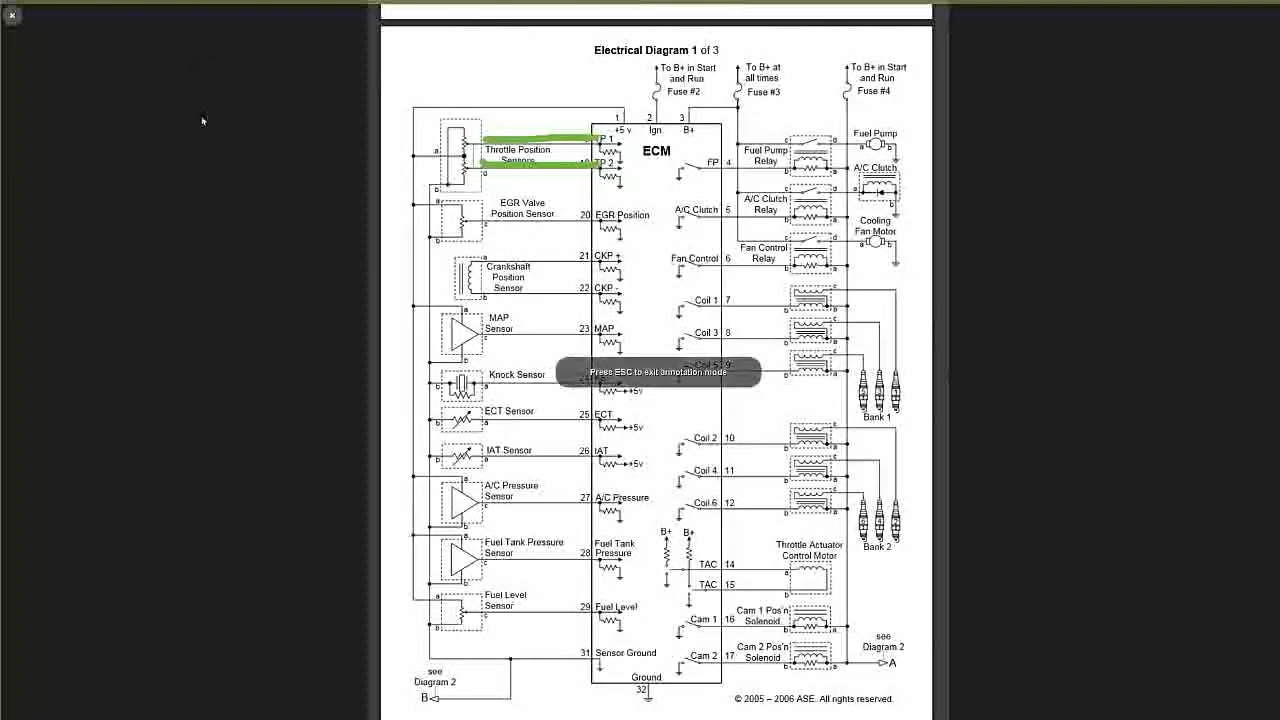 Electrical Diagram 1 of 3
To B+ in Start
and Run
Fuse #2
To B+ at
all times
Fuse #3
To B+ in Start
and Run
Fuse #4
1
2
3
+5 v
Ign
B+
ECM
a
b
d
Throttle Position
Sensors
TP 1
TP 2
FP
4
Fuel Pump
Relay
c
d
b
a
Fuel Pump
a
b
A/C Clutch
a
b
EGR Valve
Position Sensor
a
b
c
20
EGR Position
A/C Clutch
5
A/C Clutch
Relay
c
d
b
a
Cooling
Fan Motor
a
b
Crankshaft
Position
Sensor
a
b
21
CKP +
22
CKP -
Fan Control
6
Fan Control
Relay
c
d
b
a
Coil 1
7
c
b
a
MAP
Sensor
a
b
c
23
MAP
Coil 3
8
c
b
a
Press ESC to exit annotation mode
Knock Sensor
b
a
+5v
c
b
a
ECT Sensor
b
a
25
ECT
+5v
5
3
1
Bank 1
IAT Sensor
b
a
26
IAT
+5v
Coil 2
10
c
b
a
A/C Pressure
Sensor
a
b
c
27
A/C Pressure
Coil 4
11
c
b
a
Coil 6
12
c
b
a
6
4
2
Bank 2
Fuel Tank Pressure
Sensor
a
b
c
28
Fuel Tank
Pressure
B+
B+
TAC
14
TAC
15
Throttle Actuator
Control Motor
a
b
Fuel Level
Sensor
a
b
c
29
Fuel Level
Cam 1
16
Cam 1 Pos'n
Solenoid
b
a
31
Sensor Ground
Cam 2
17
Cam 2 Pos'n
Solenoid
b
a
see
Diagram 2
A
see
Diagram 2
B
Ground
32
© 2005 – 2006 ASE. All rights reserved.